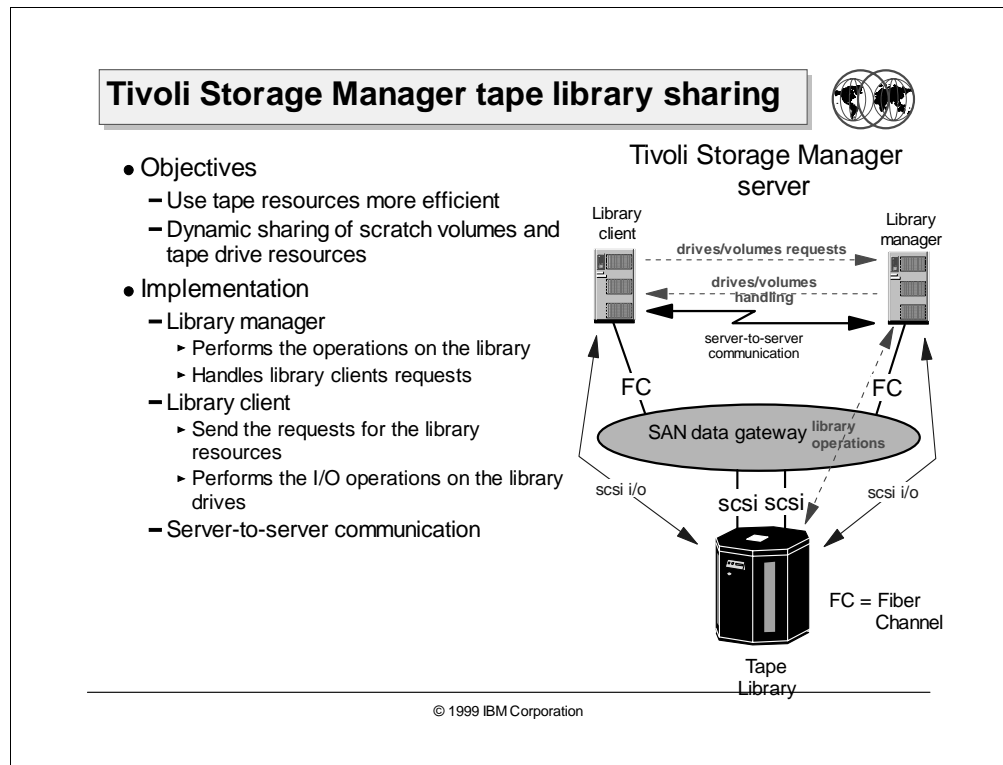 Tivoli Storage Manager tape library sharing
● Objectives
– Use tape resources more efficient
– Dynamic sharing of scratch volumes and
tape drive resources
● Implementation
– Library manager
► Performs the operations on the library
► Handles library clients requests
– Library client
► Send the requests for the library
resources
► Performs the I/O operations on the library
drives
– Server-to-server communication
Tivoli Storage Manager
server
Library
client
Library
manager
drives/volumes requests
drives/volumes
handling
server-to-server
communication
FC
FC
SAN data gateway
library
operations
scsi i/o
scsi
scsi
scsi i/o
FC = Fiber
Channel
Tape
Library
© 1999 IBM Corporation